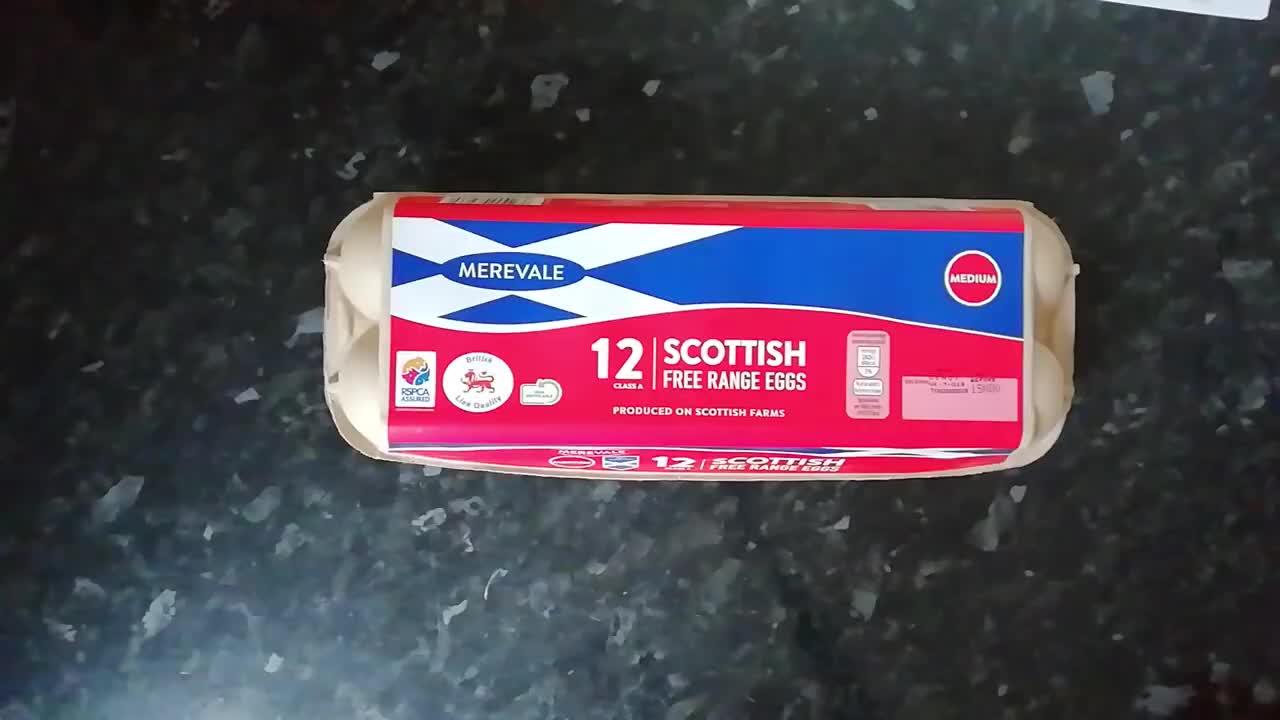 MEREVALE
MEDIUM
12
CLASS A
SCOTTISH
FREE RANGE EGGS
PRODUCED ON SCOTTISH FARMS
RSPCA
ASSURED
British
Lion Quality
MEREVALE
12
SCOTTISH
FREE RANGE EGGS